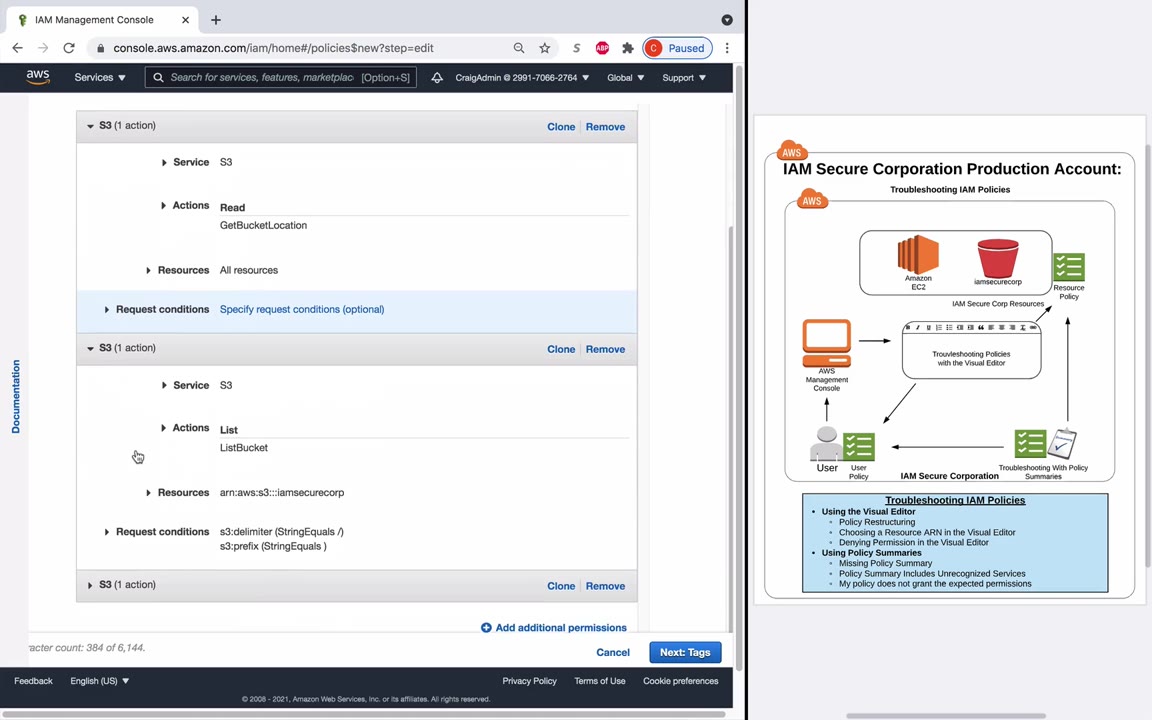 IAM Management Console
console.aws.amazon.com/iam/home#/policies$new?step=edit
S
ABP
C Paused
aws
Services
Search for services, features, marketplac [Option+S]
CraigAdmin @ 2991-7066-2764
Global
Support
S3 (1 action)
Clone
Remove
Service S3
Actions Read
GetBucketLocation
Resources All resources
Request conditions Specify request conditions (optional)
S3 (1 action)
Clone
Remove
Service S3
Actions List
ListBucket
Resources arn:aws:s3:::iamsecurecorp
Request conditions s3:delimiter (StringEquals /)
s3:prefix (StringEquals )
S3 (1 action)
Clone
Remove
Add additional permissions
racter count: 384 of 6,144.
Cancel
Next: Tags
Documentation
Feedback
English (US)
Privacy Policy
Terms of Use
Cookie preferences
© 2008 - 2021, Amazon Web Services, Inc. or its affiliates. All rights reserved.
AWS
IAM Secure Corporation Production Account:
Troubleshooting IAM Policies
AWS
Amazon
EC2
iamsecurecorp
Resource
Policy
IAM Secure Corp Resources
Trouvleshooting Policies
with the Visual Editor
AWS
Management
Console
User
User
Policy
IAM Secure Corporation
Troubleshooting With Policy
Summaries
Troubleshooting IAM Policies
• Using the Visual Editor
◦ Policy Restructuring
◦ Choosing a Resource ARN in the Visual Editor
◦ Denying Permission in the Visual Editor
• Using Policy Summaries
◦ Missing Policy Summary
◦ Policy Summary Includes Unrecognized Services
◦ My policy does not grant the expected permissions